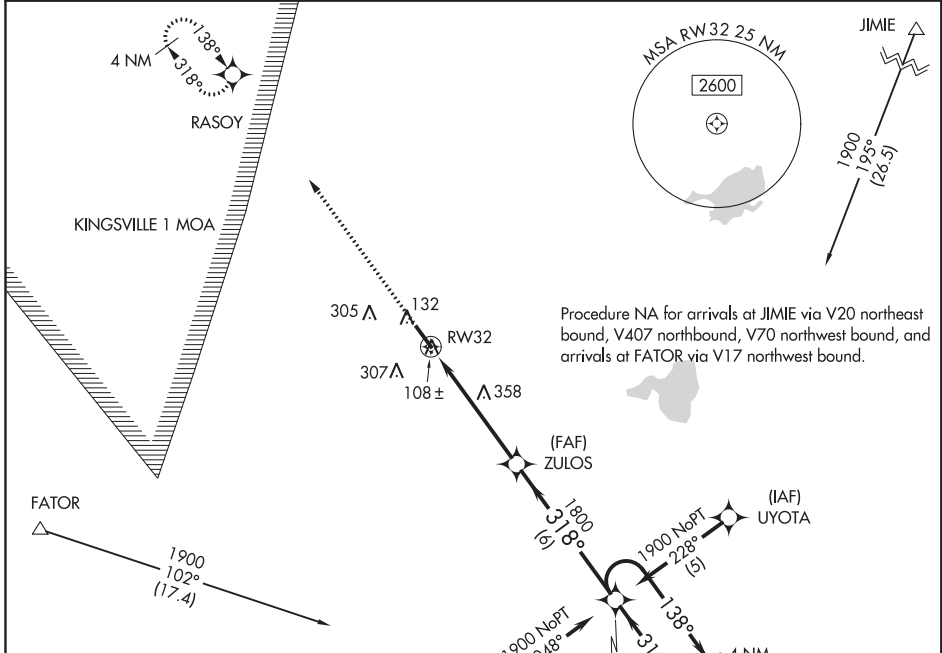 JIMIE
4 NM
138°
318°
RASOY
MSA RW32 25 NM
2600
1900
195°
(26.5)
KINGSVILLE 1 MOA
305
132
RW32
307
108 ±
358
Procedure NA for arrivals at JIMIE via V20 northeast
bound, V407 northbound, V70 northwest bound, and
arrivals at FATOR via V17 northwest bound.
(FAF)
ZULOS
FATOR
1900
102°
(17.4)
1800
318°
(6)
(IAF)
UYOTA
1900 NoPT
228°
(5)
138°
1900 NoPT
048°
4 NM